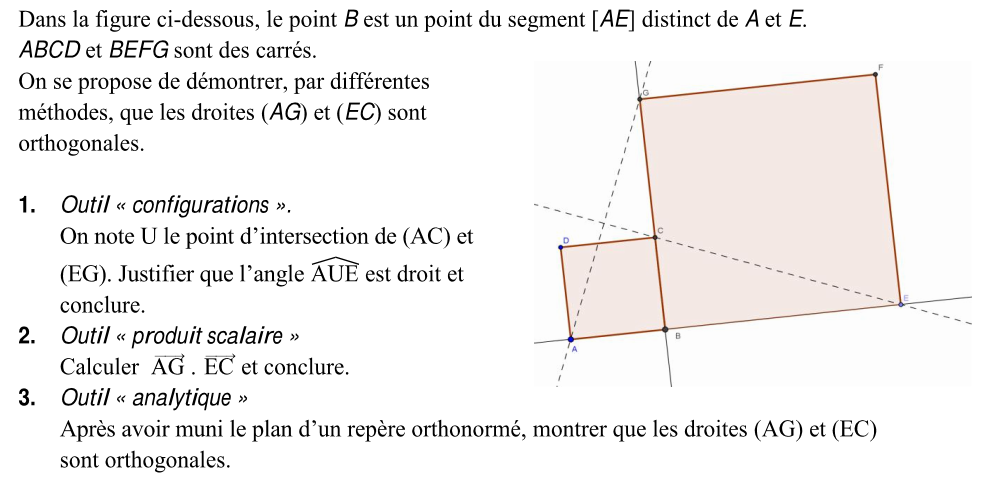 Dans la figure ci-dessous, le point B est un point du segment [AE] distinct de A et E.
ABCD et BEFG sont des carrés.
On se propose de démontrer, par différentes
méthodes, que les droites (AG) et (EC) sont
orthogonales.
1. Outil « configurations ».
On note U le point d'intersection de (AC) et
(EG). Justifier que l'angle AUE est droit et
conclure.
2. Outil « produit scalaire »
Calculer AG . EC et conclure.
3. Outil « analytique »
Après avoir muni le plan d'un repère orthonormé, montrer que les droites (AG) et (EC)
sont orthogonales.
F
G
C
D
E
B
A